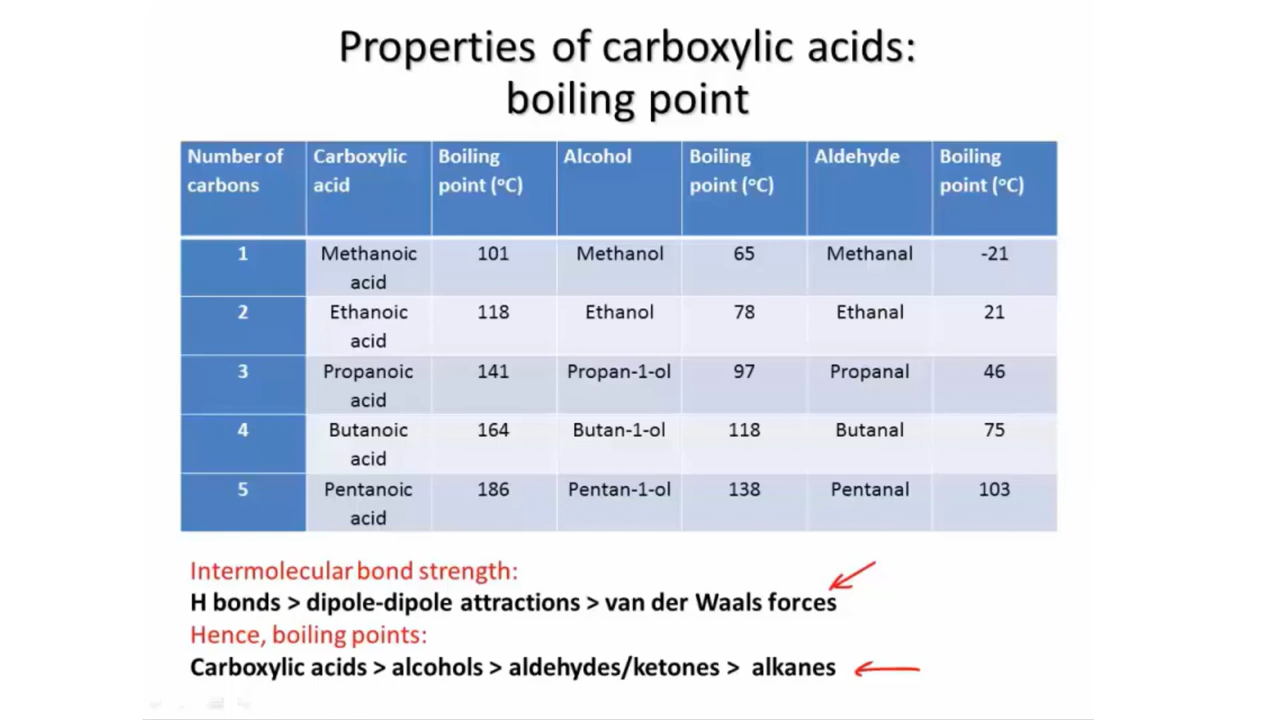 Properties of carboxylic acids:
boiling point
Number of carbons Carboxylic acid Boiling point (ºC) Alcohol Boiling point (ºC) Aldehyde Boiling point (ºC)
1 Methanoic acid 101 Methanol 65 Methanal -21
2 Ethanoic acid 118 Ethanol 78 Ethanal 21
3 Propanoic acid 141 Propan-1-ol 97 Propanal 46
4 Butanoic acid 164 Butan-1-ol 118 Butanal 75
5 Pentanoic acid 186 Pentan-1-ol 138 Pentanal 103
Intermolecular bond strength:
H bonds > dipole-dipole attractions > van der Waals forces
Hence, boiling points:
Carboxylic acids > alcohols > aldehydes/ketones > alkanes